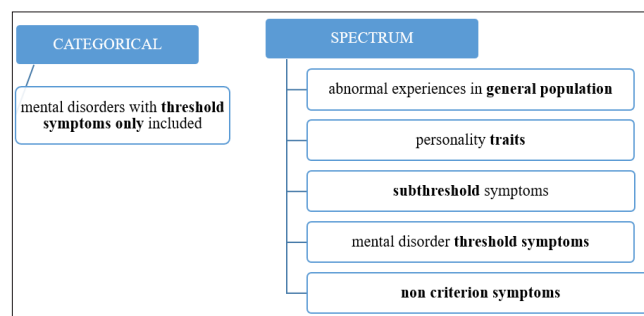 CATEGORICAL
mental disorders with threshold
symptoms only included
SPECTRUM
abnormal experiences in general population
personality traits
subthreshold symptoms
mental disorder threshold symptoms
non criterion symptoms